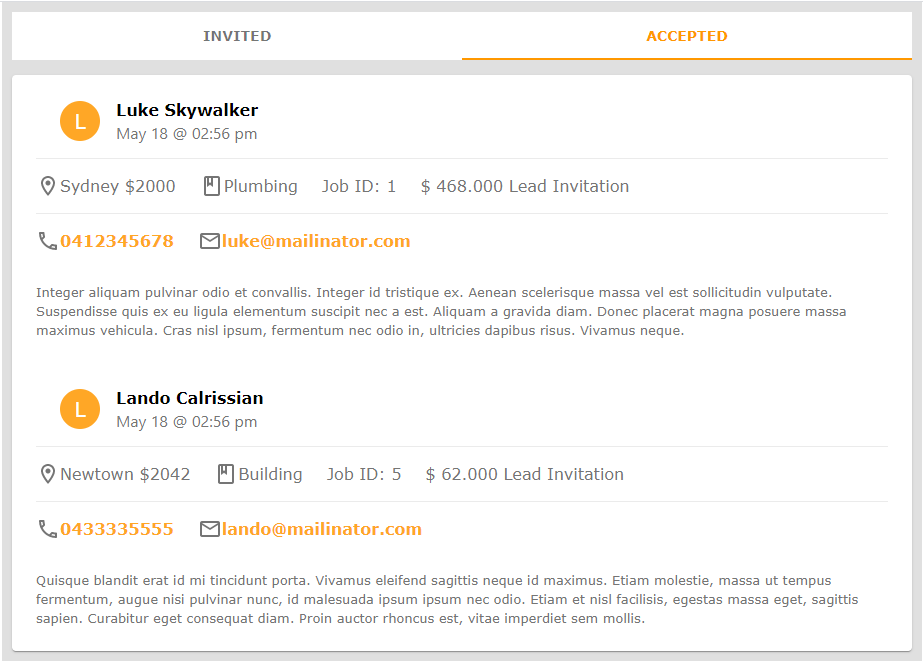 INVITED
ACCEPTED
L
Luke Skywalker
May 18 @ 02:56 pm
Sydney $2000 Plumbing Job ID: 1 $ 468.000 Lead Invitation
0412345678 luke@mailinator.com
Integer aliquam pulvinar odio et convallis. Integer id tristique ex. Aenean scelerisque massa vel est sollicitudin vulputate.
Suspendisse quis ex eu ligula elementum suscipit nec a est. Aliquam a gravida diam. Donec placerat magna posuere massa
maximus vehicula. Cras nisl ipsum, fermentum nec odio in, ultricies dapibus risus. Vivamus neque.
L
Lando Calrissian
May 18 @ 02:56 pm
Newtown $2042 Building Job ID: 5 $ 62.000 Lead Invitation
0433335555 lando@mailinator.com
Quisque blandit erat id mi tincidunt porta. Vivamus eleifend sagittis neque id maximus. Etiam molestie, massa ut tempus
fermentum, augue nisi pulvinar nunc, id malesuada ipsum ipsum nec odio. Etiam et nisl facilisis, egestas massa eget, sagittis
sapien. Curabitur eget consequat diam. Proin auctor rhoncus est, vitae imperdiet sem mollis.